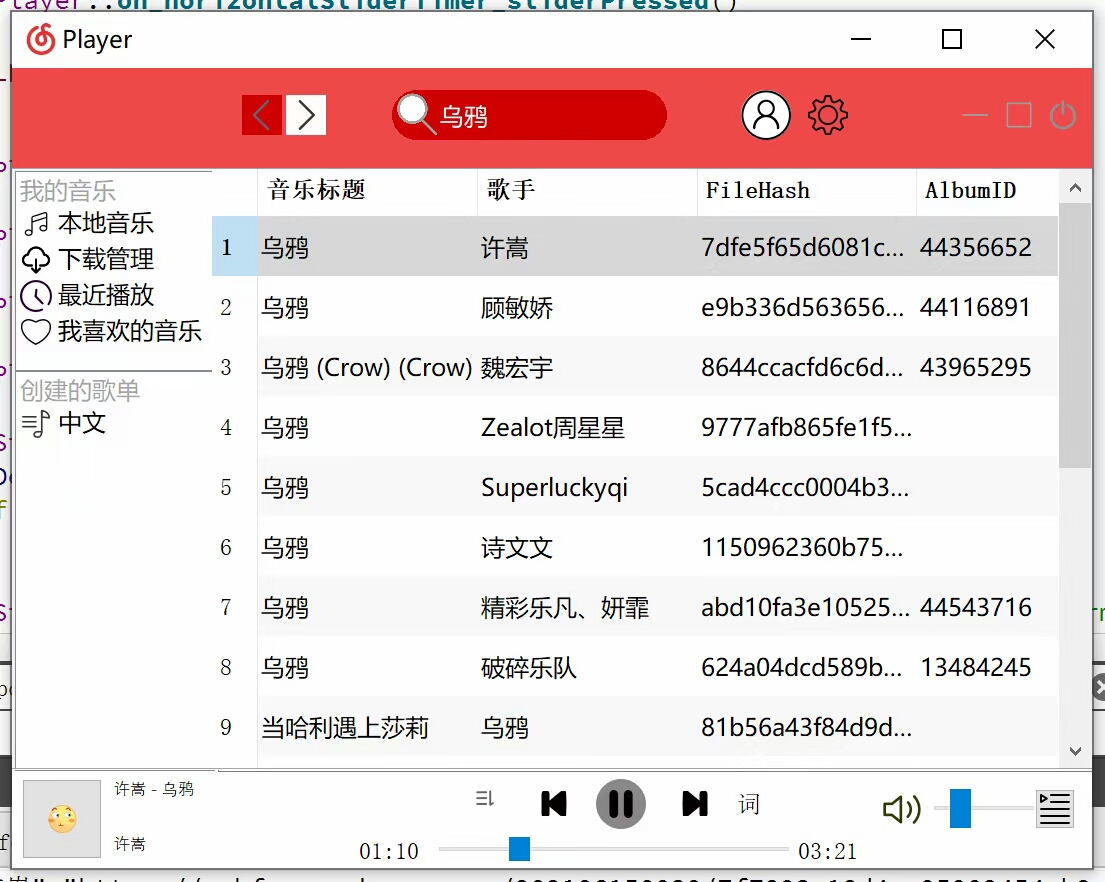 Player::on_horizontalSliderTimer_sliderPressed()
Player
乌鸦
我的音乐
本地音乐
下载管理
最近播放
我喜欢的音乐
创建的歌单
中文
音乐标题 歌手 FileHash AlbumID
1 乌鸦 许嵩 7dfe5f65d6081c... 44356652
2 乌鸦 顾敏娇 e9b336d563656... 44116891
3 乌鸦 (Crow) (Crow) 魏宏宇 8644ccacfd6c6d... 43965295
4 乌鸦 Zealot周星星 9777afb865fe1f5...
5 乌鸦 Superluckyqi 5cad4ccc0004b3...
6 乌鸦 诗文文 1150962360b75...
7 乌鸦 精彩乐凡、妍霏 abd10fa3e10525... 44543716
8 乌鸦 破碎乐队 624a04dcd589b... 13484245
9 当哈利遇上莎莉 乌鸦 81b56a43f84d9d...
许嵩 - 乌鸦
许嵩
词
01:10 03:21